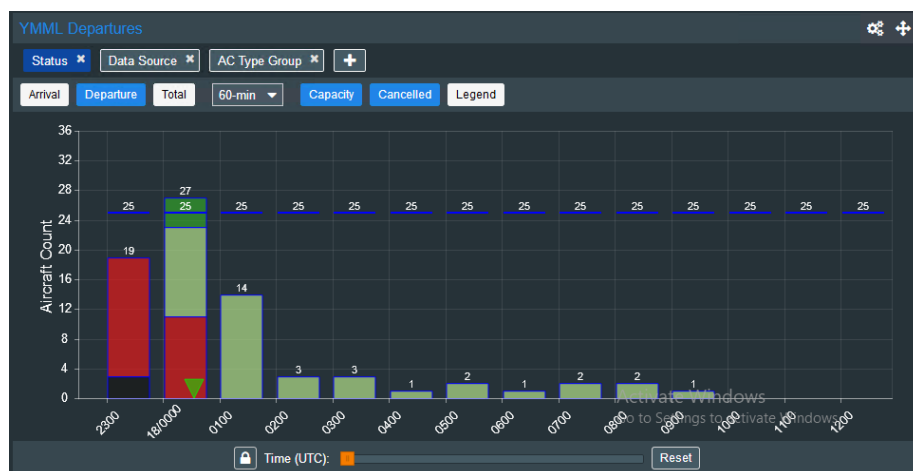 YMML Departures
Status × Data Source × AC Type Group × +
Arrival Departure Total 60-min Capacity Cancelled Legend
Aircraft Count
36
32
28
24
20
16
12
8
4
0
27
25 25 25 25 25 25 25 25 25 25 25 25 25 25
19
14
3 3 1 2 1 2 2 1
2300 18/0000 0100 0200 0300 0400 0500 0600 0700 0800 0900 1000 1100 1200
Activate Windows
Go to Settings to activate Windows.
Time (UTC): Reset